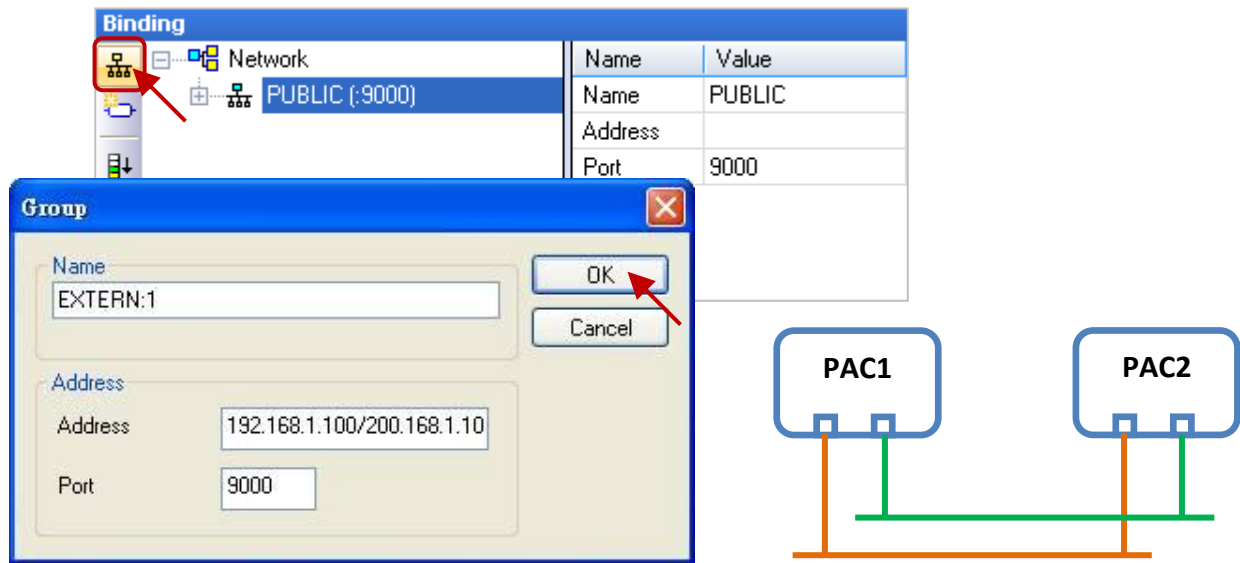 Binding
Network
PUBLIC (:9000)
Name Value
Name PUBLIC
Address
Port 9000
Group
Name
EXTERN:1
OK
Cancel
Address
Address 192.168.1.100/200.168.1.10
Port 9000
PAC1
PAC2